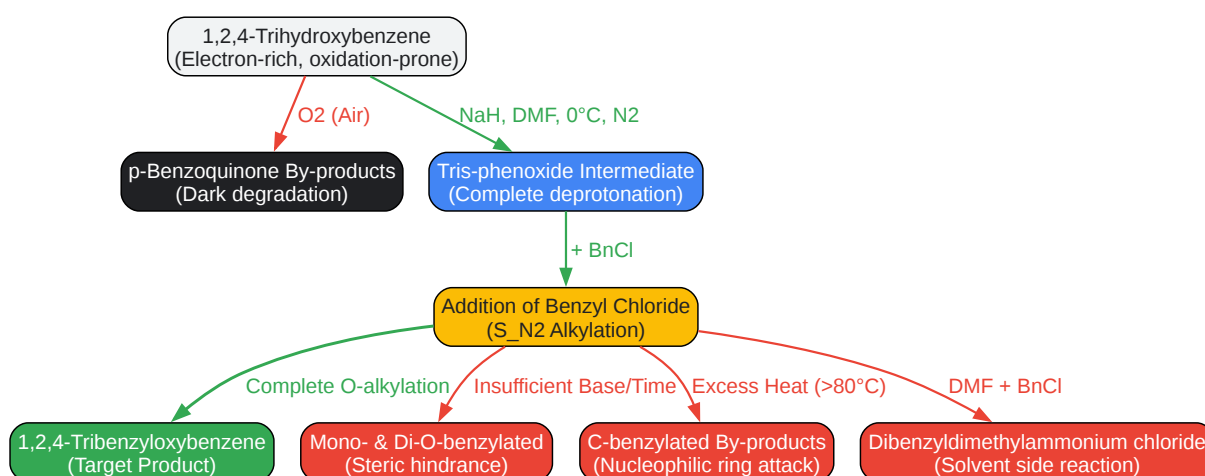 1,2,4-Trihydroxybenzene
(Electron-rich, oxidation-prone)
O2 (Air)
NaH, DMF, 0°C, N2
p-Benzoquinone By-products
(Dark degradation)
Tris-phenoxide Intermediate
(Complete deprotonation)
+ BnCl
Addition of Benzyl Chloride
(S_N2 Alkylation)
Complete O-alkylation
Insufficient Base/Time
Excess Heat (>80°C)
DMF + BnCl
1,2,4-Tribenzyloxybenzene
(Target Product)
Mono- & Di-O-benzylated
(Steric hindrance)
C-benzylated By-products
(Nucleophilic ring attack)
Dibenzyldimethylammonium chloride
(Solvent side reaction)